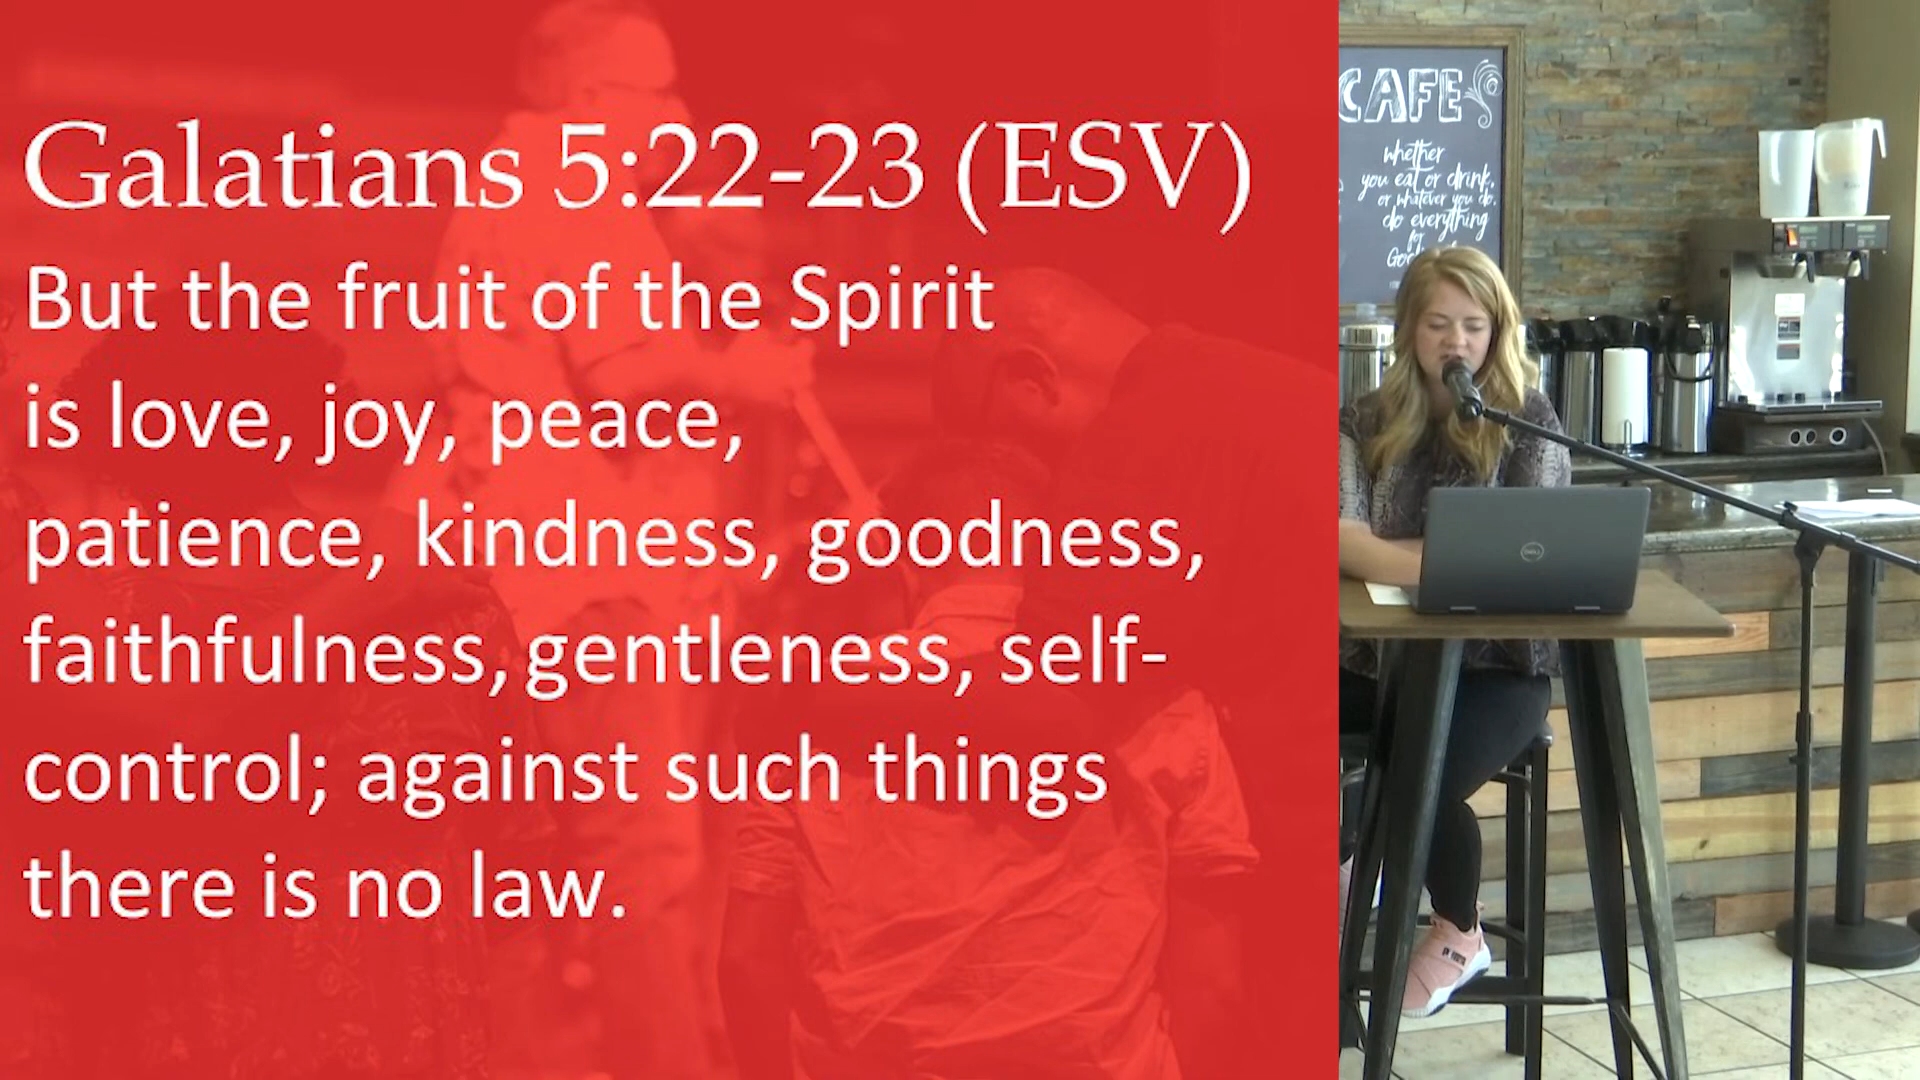 Galatians 5:22-23 (ESV)
But the fruit of the Spirit
is love, joy, peace,
patience, kindness, goodness,
faithfulness, gentleness, self-
control; against such things
there is no law.
CAFE
whether
you eat or drink,
or whatever you do,
do everything
for
DELL